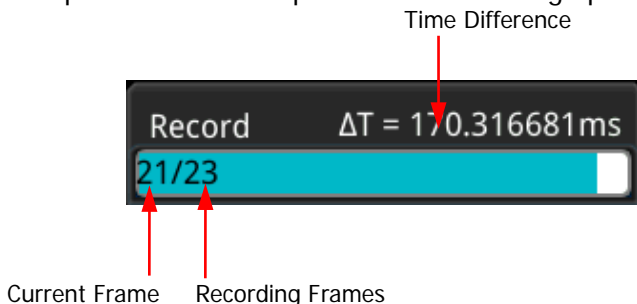 Time Difference
Record ΔT = 170.316681ms
21/23
Current Frame Recording Frames